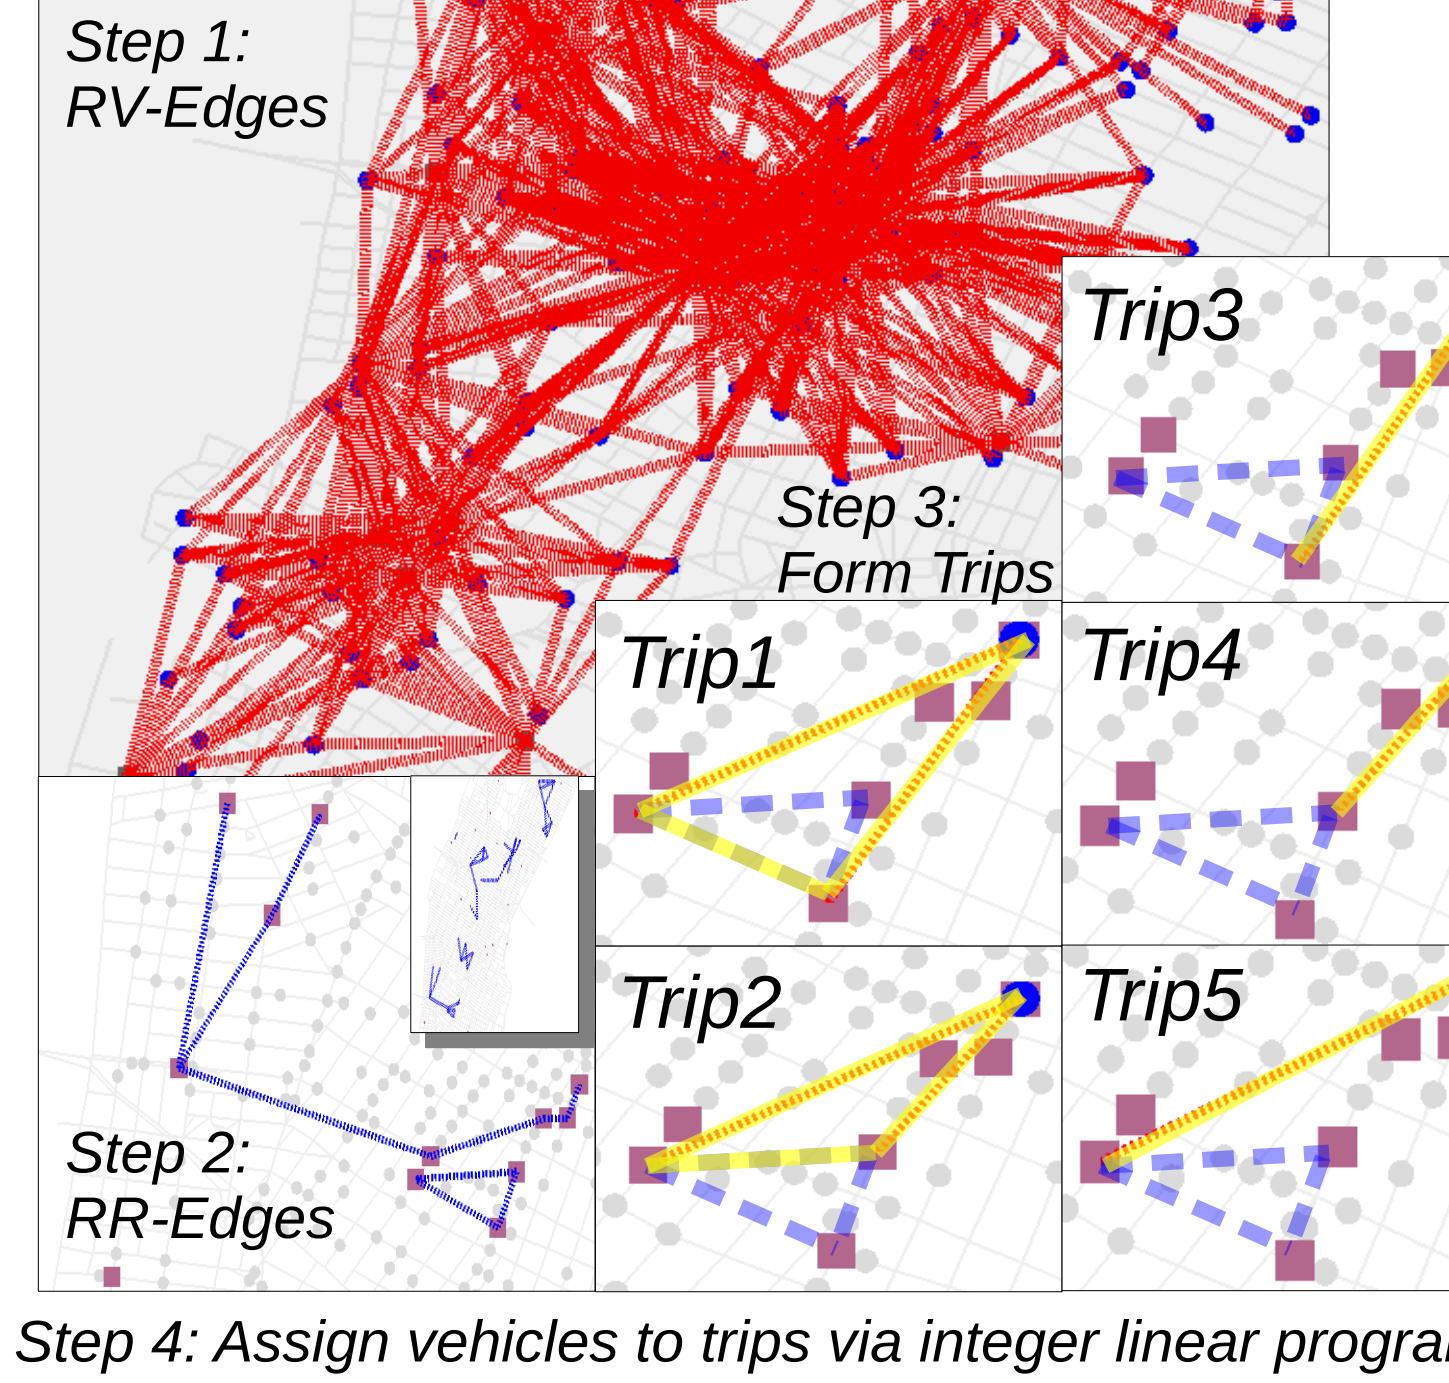 Step 1:
RV-Edges
Trip3
Step 3:
Form Trips
Trip1
Trip4
Trip2
Trip5
Step 2:
RR-Edges
Step 4: Assign vehicles to trips via integer linear progra